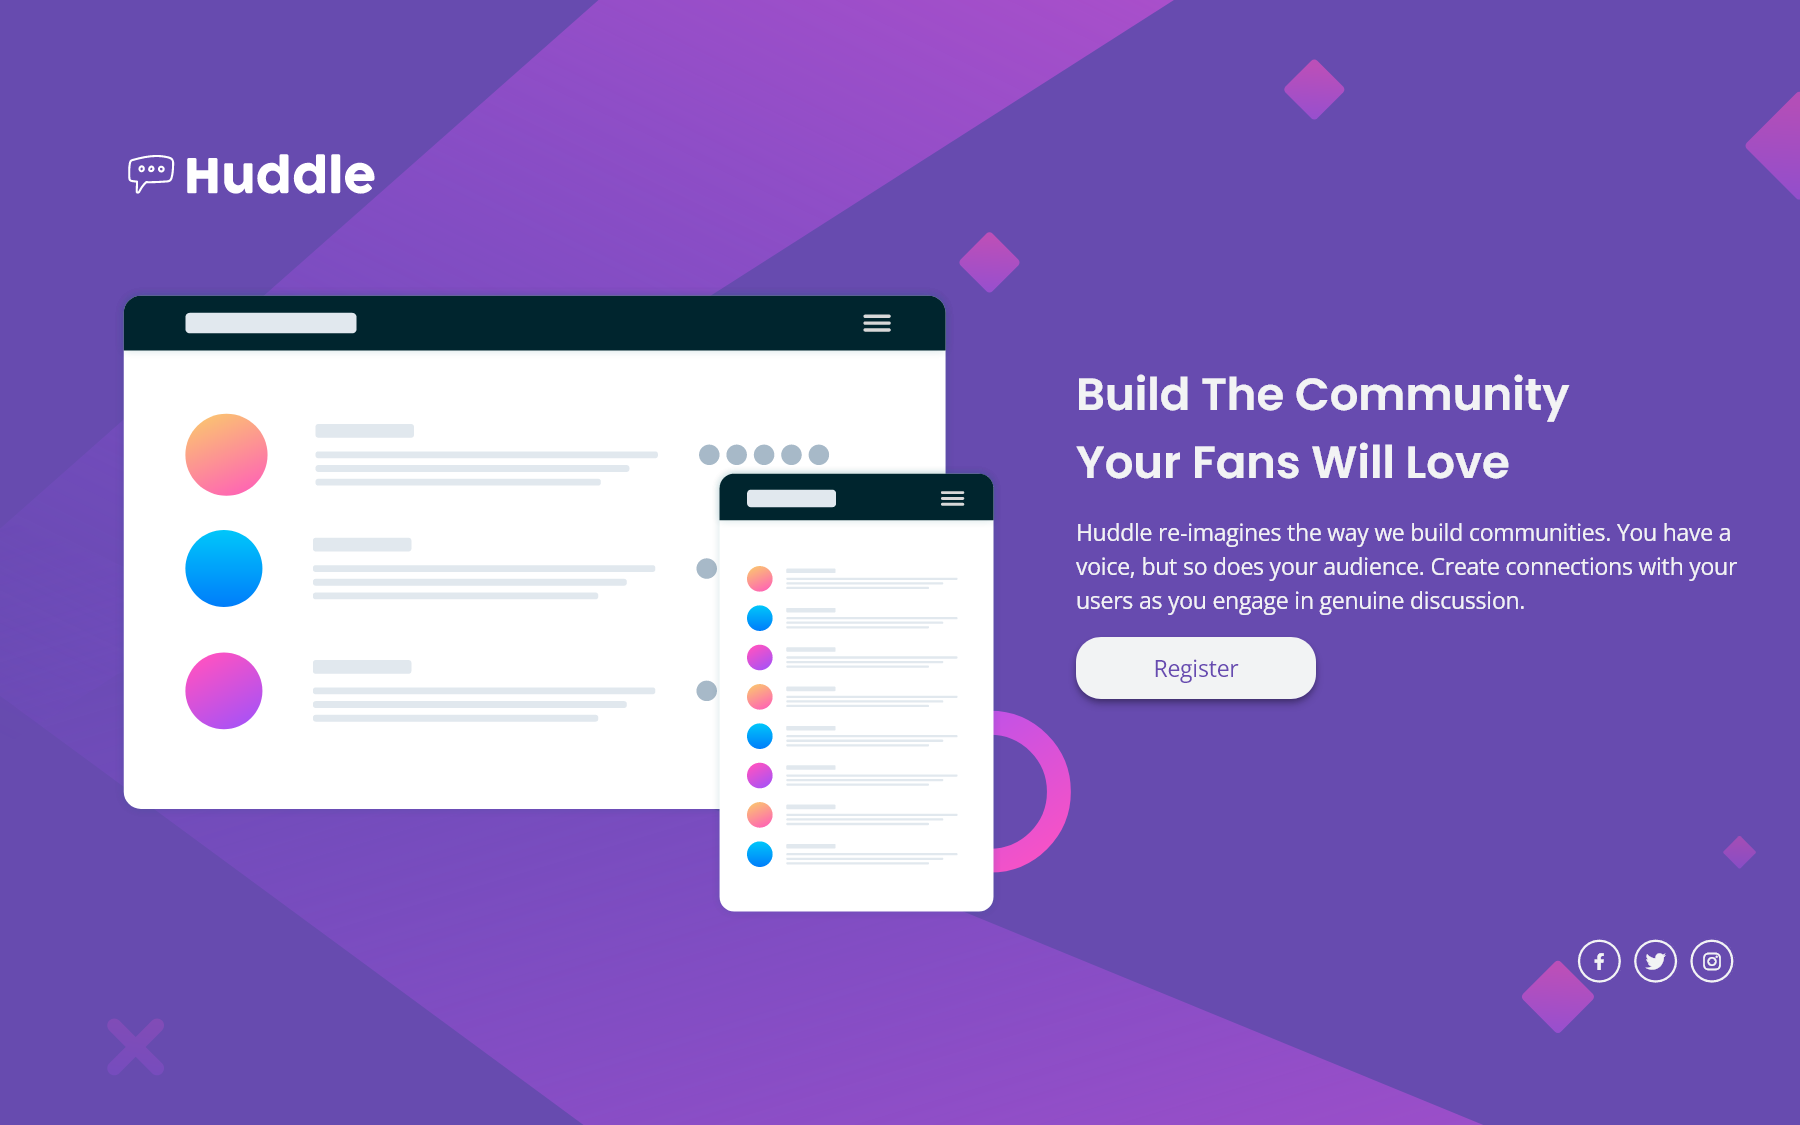 Huddle
Build The Community
Your Fans Will Love
Huddle re-imagines the way we build communities. You have a
voice, but so does your audience. Create connections with your
users as you engage in genuine discussion.
Register